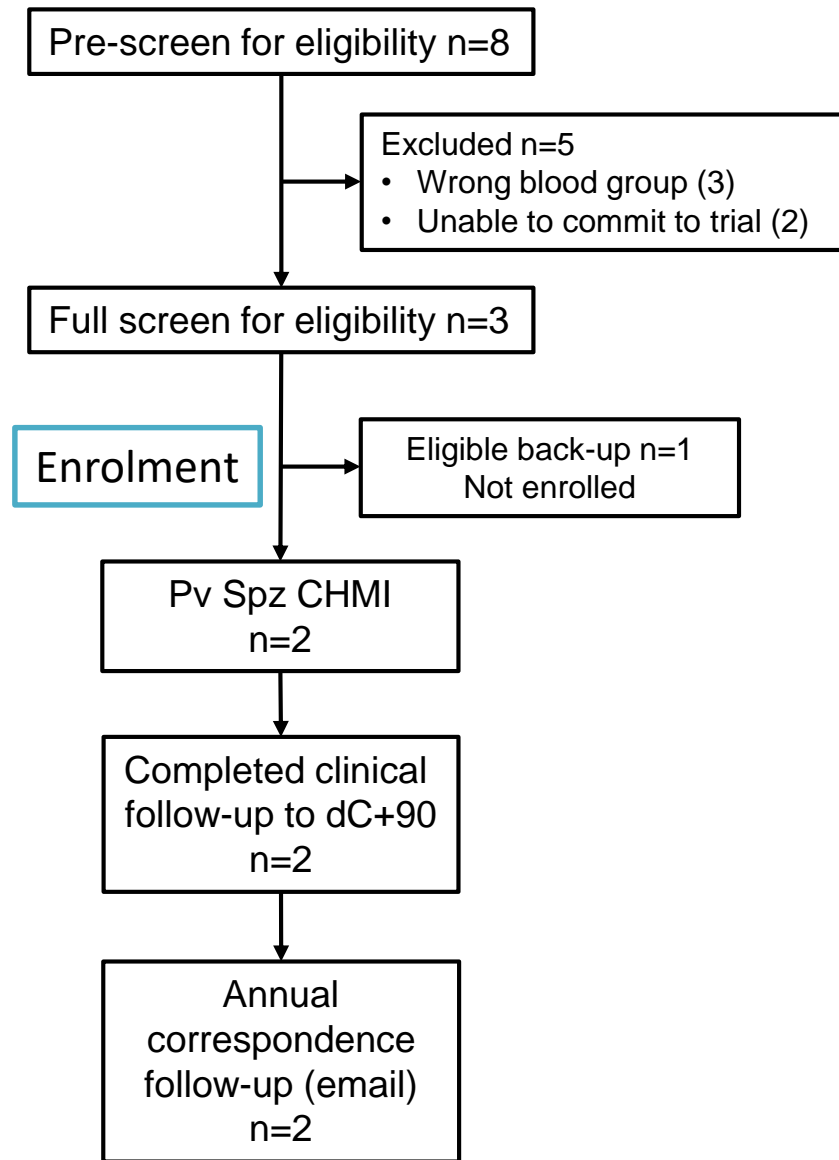 Pre-screen for eligibility n=8
Excluded n=5
• Wrong blood group (3)
• Unable to commit to trial (2)
Full screen for eligibility n=3
Enrolment
Eligible back-up n=1
Not enrolled
Pv Spz CHMI
n=2
Completed clinical
follow-up to dC+90
n=2
Annual
correspondence
follow-up (email)
n=2